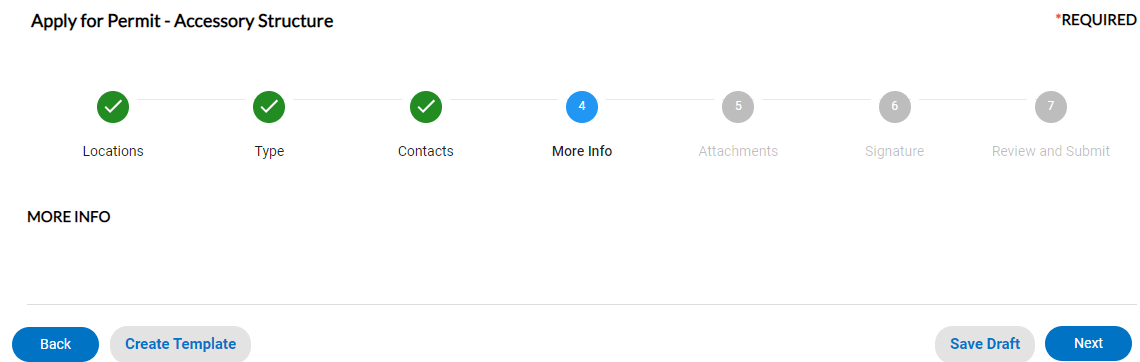 Apply for Permit - Accessory Structure *REQUIRED
4 5 6 7
Locations Type Contacts More Info Attachments Signature Review and Submit
MORE INFO
Back Create Template Save Draft Next